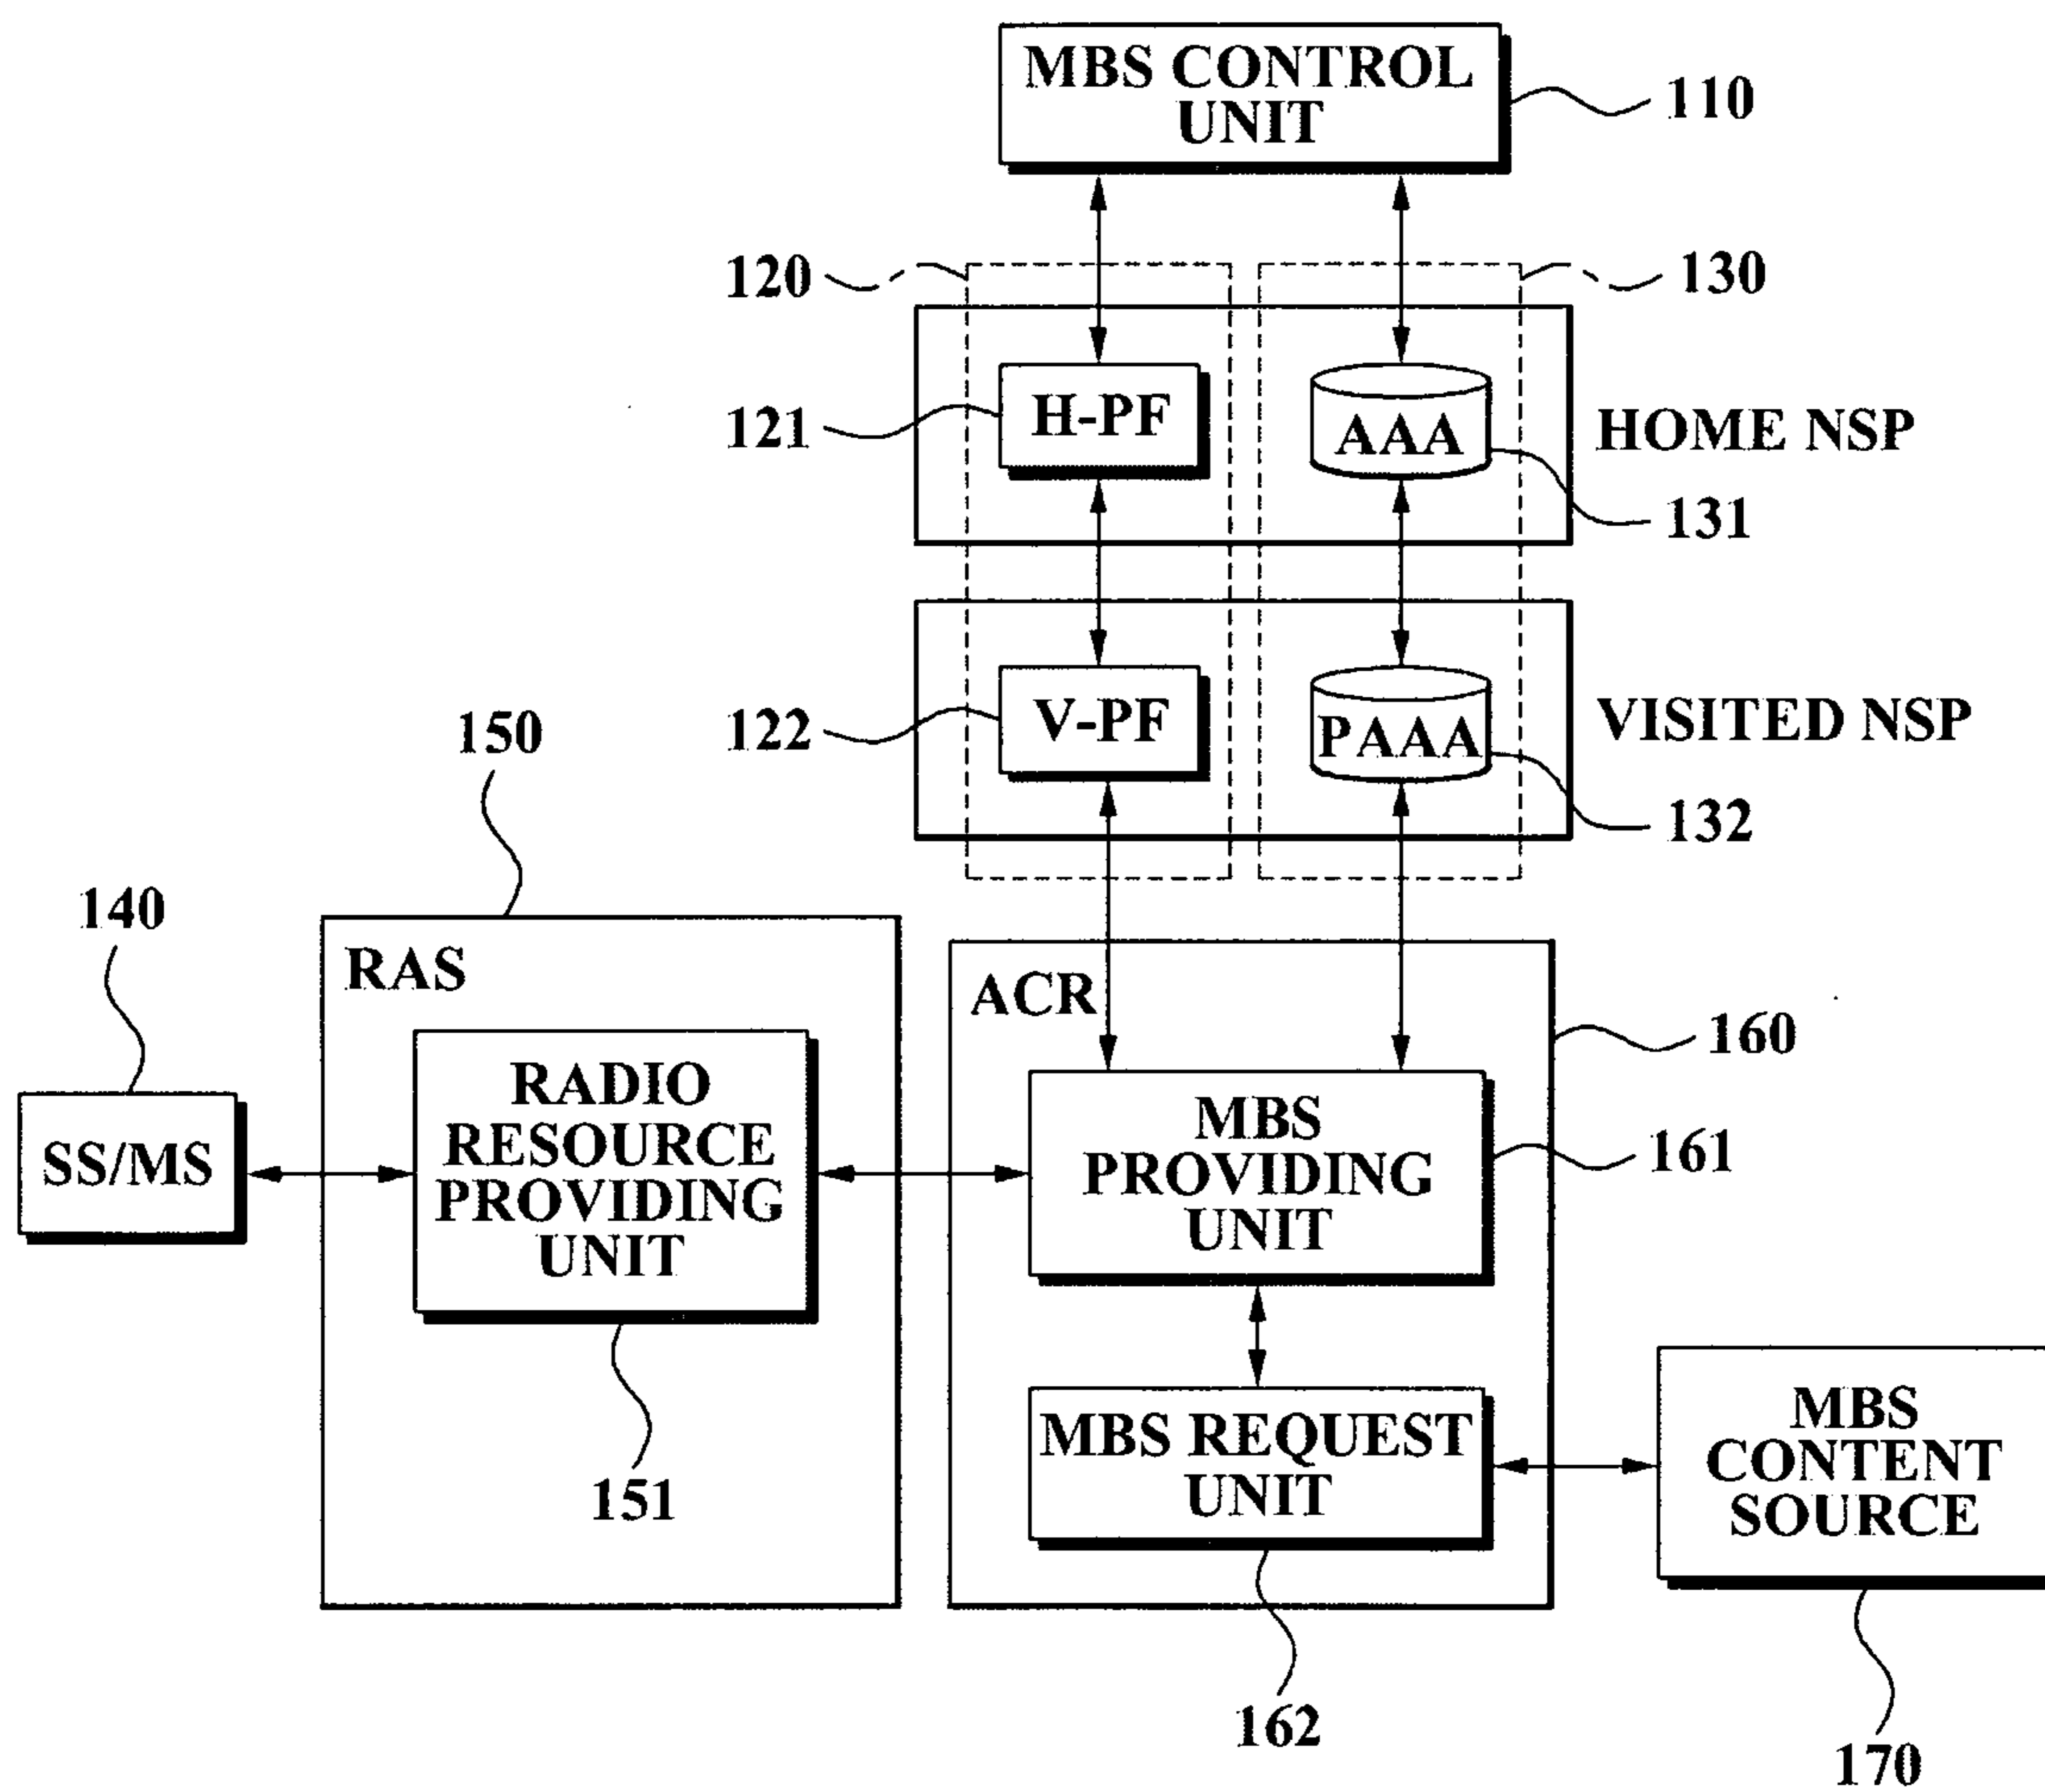 MBS CONTROL
UNIT
110
120
130
H-PF
AAA
HOME NSP
121
131
V-PF
PAAA
VISITED NSP
122
132
150
140
RAS
ACR
160
SS/MS
RADIO
RESOURCE
PROVIDING
UNIT
MBS
PROVIDING
UNIT
161
151
MBS REQUEST
UNIT
MBS
CONTENT
SOURCE
162
170